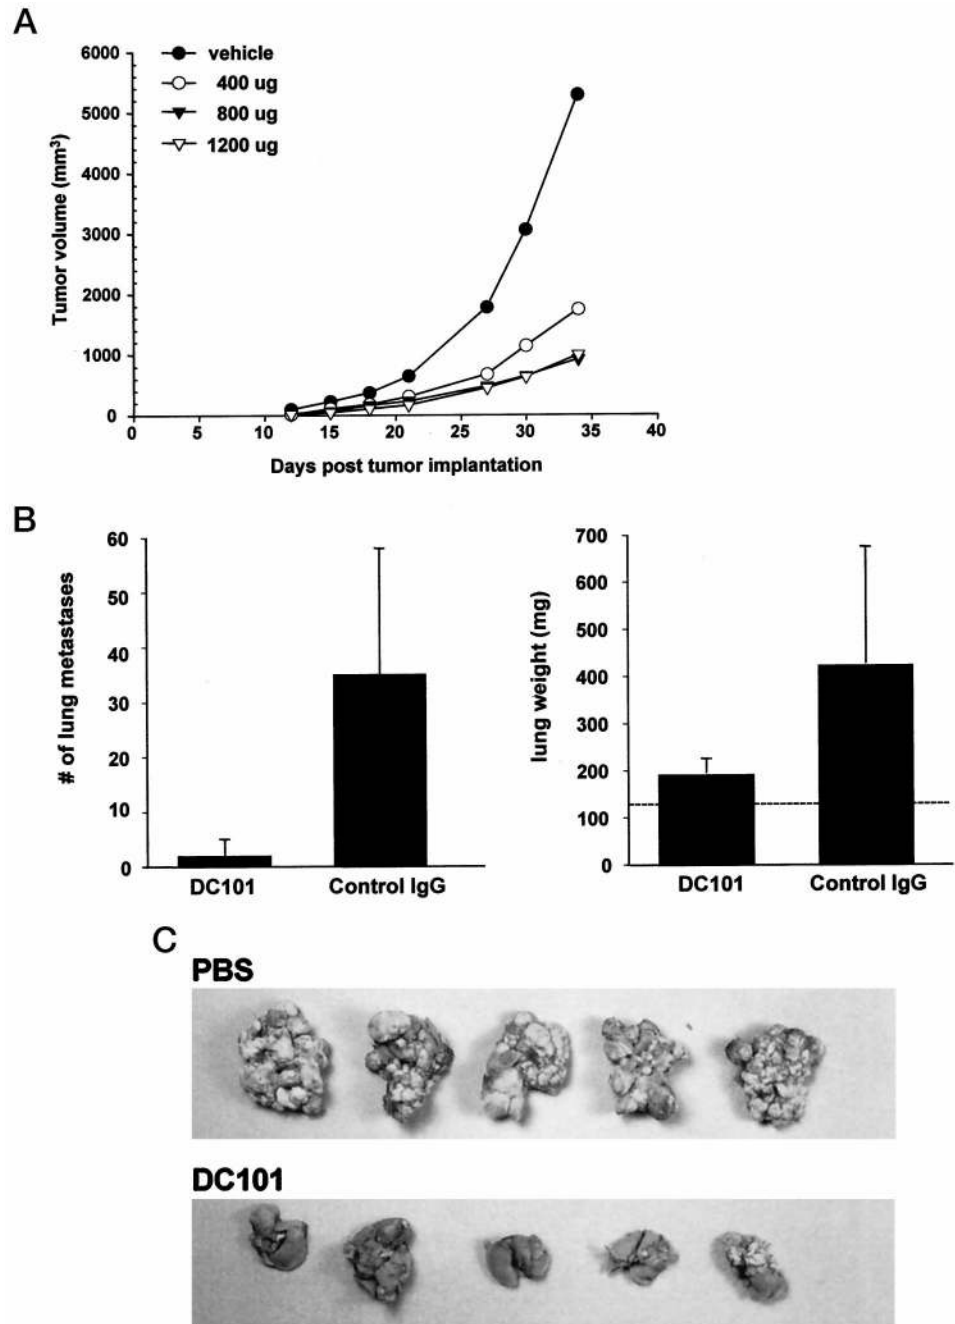 A
6000
5000
4000
3000
2000
1000
0
Tumor volume (mm³)
vehicle
400 ug
800 ug
1200 ug
0 5 10 15 20 25 30 35 40
Days post tumor implantation
B
60
50
40
30
20
10
0
# of lung metastases
DC101 Control IgG
700
600
500
400
300
200
100
0
lung weight (mg)
DC101 Control IgG
C
PBS
DC101